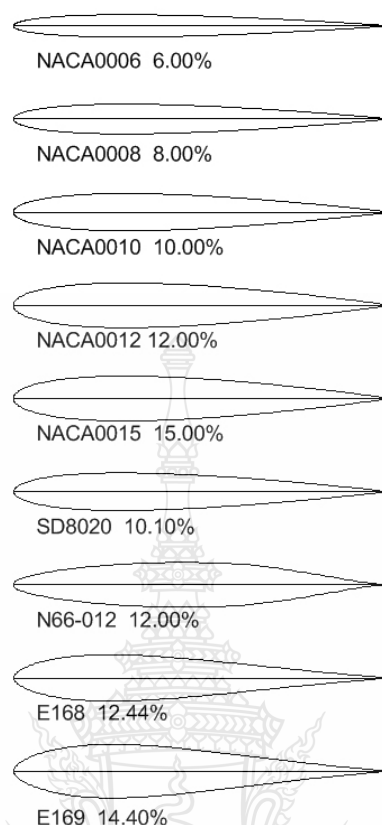 NACA0006 6.00%
NACA0008 8.00%
NACA0010 10.00%
NACA0012 12.00%
NACA0015 15.00%
SD8020 10.10%
N66-012 12.00%
E168 12.44%
E169 14.40%